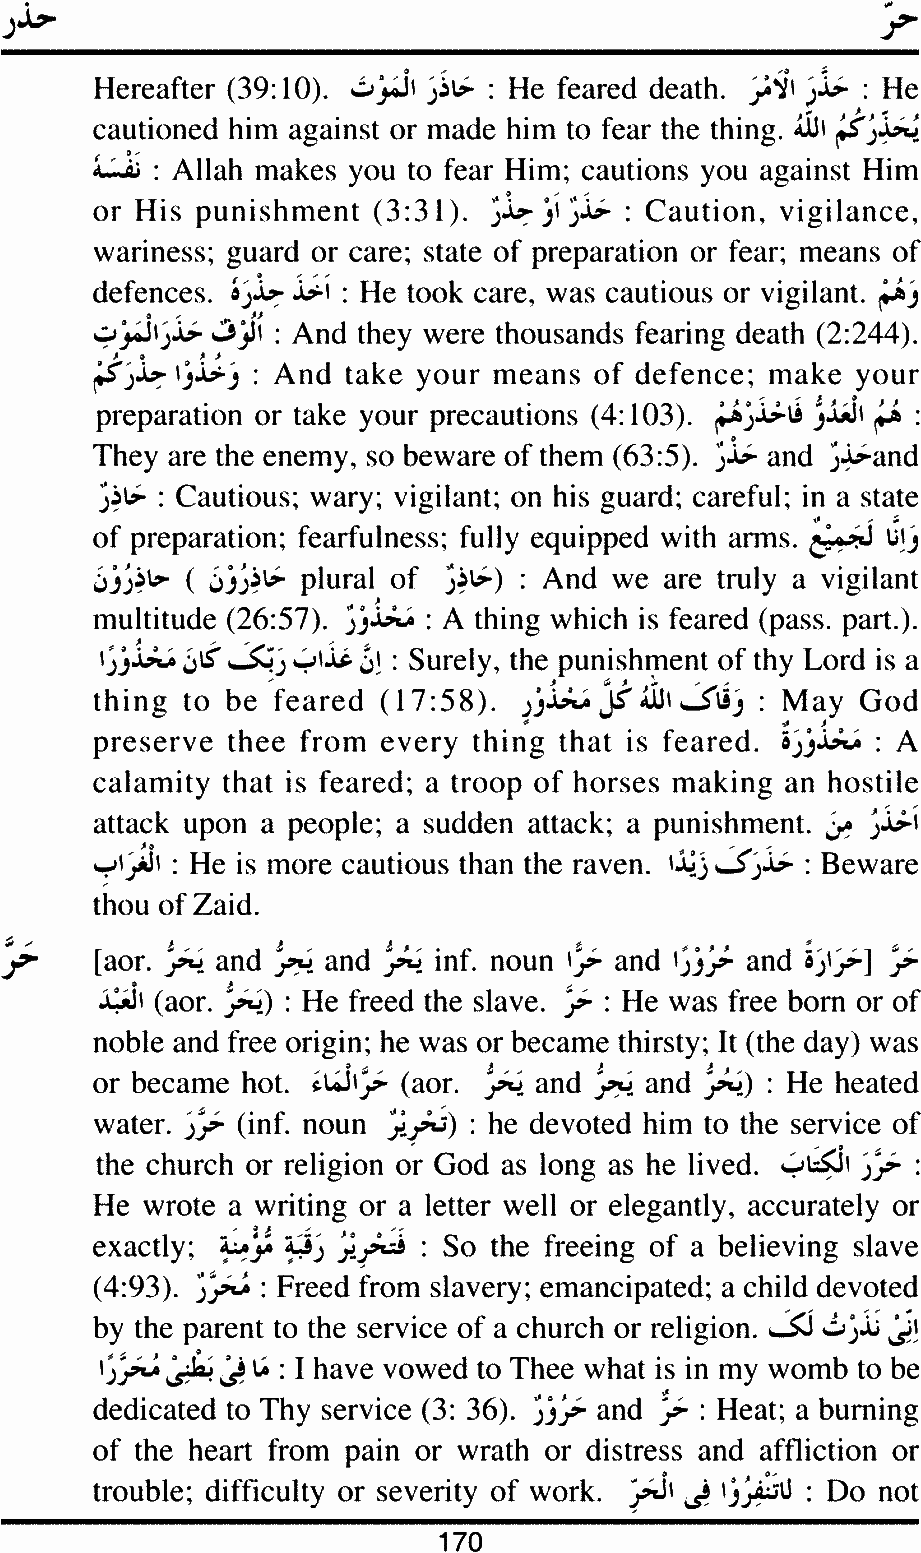 حذر حرّ
Hereafter (39:10). حَاذَرَ الْمَوْتَ : He feared death. حَذَّرَ الْاَمْرَ : He
cautioned him against or made him to fear the thing. يُحَذِّرُكُمُ اللّٰهُ
نَفْسَهٗ : Allah makes you to fear Him; cautions you against Him
or His punishment (3:31). حَذَرٌ اَوْ حِذْرٌ : Caution, vigilance,
wariness; guard or care; state of preparation or fear; means of
defences. اَخَذَ حِذْرَهٗ : He took care, was cautious or vigilant. وَهُمْ
اُلُوْفٌ حَذَرَالْمَوْتِ : And they were thousands fearing death (2:244).
وَخُذُوْا حِذْرَكُمْ : And take your means of defence; make your
preparation or take your precautions (4:103). هُمُ الْعَدُوُّ فَاحْذَرْهُمْ :
They are the enemy, so beware of them (63:5). حَذُرٌ and حَذِرٌand
حَاذِرٌ : Cautious; wary; vigilant; on his guard; careful; in a state
of preparation; fearfulness; fully equipped with arms. وَاِنَّا لَجَمِيْعٌ
حَاذِرُوْنَ ( حَاذِرُوْنَ plural of حَاذِرٌ) : And we are truly a vigilant
multitude (26:57). مَحْذُوْرٌ : A thing which is feared (pass. part.).
اِنَّ عَذَابَ رَبِّكَ كَانَ مَحْذُوْرًا : Surely, the punishment of thy Lord is a
thing to be feared (17:58). وَقَاكَ اللّٰهُ كُلَّ مَحْذُوْرٍ : May God
preserve thee from every thing that is feared. مَحْذُوْرَةٌ : A
calamity that is feared; a troop of horses making an hostile
attack upon a people; a sudden attack; a punishment. اَحْذَرُ مِنَ
الْغُرَابِ : He is more cautious than the raven. حَذَرَكَ زَيْدًا : Beware
thou of Zaid.
حَرَّ [aor. يَحَرُّ and يَحِرُّ and يَحُرُّ inf. noun حَرًّا and حُرُوْرًا and حَرَارَةً] حَرَّ
الْعَبْدَ (aor. يَحَرُّ) : He freed the slave. حَرَّ : He was free born or of
noble and free origin; he was or became thirsty; It (the day) was
or became hot. حَرَّالْمَاءَ (aor. يَحَرُّ and يَحِرُّ and يَحُرُّ) : He heated
water. حَرَّرَ (inf. noun تَحْرِيْرٌ) : he devoted him to the service of
the church or religion or God as long as he lived. حَرَّرَ الْكِتَابَ :
He wrote a writing or a letter well or elegantly, accurately or
exactly; فَتَحْرِيْرُ رَقَبَةٍ مُّؤْمِنَةٍ : So the freeing of a believing slave
(4:93). مُحَرَّرٌ : Freed from slavery; emancipated; a child devoted
by the parent to the service of a church or religion. اِنِّىْ نَذَرْتُ لَكَ
مَا فِىْ بَطْنِىْ مُحَرَّرًا : I have vowed to Thee what is in my womb to be
dedicated to Thy service (3: 36). حَرُوْرٌ and حَرٌّ : Heat; a burning
of the heart from pain or wrath or distress and affliction or
trouble; difficulty or severity of work. لَاتَنْفِرُوْا فِى الْحَرِّ : Do not
170